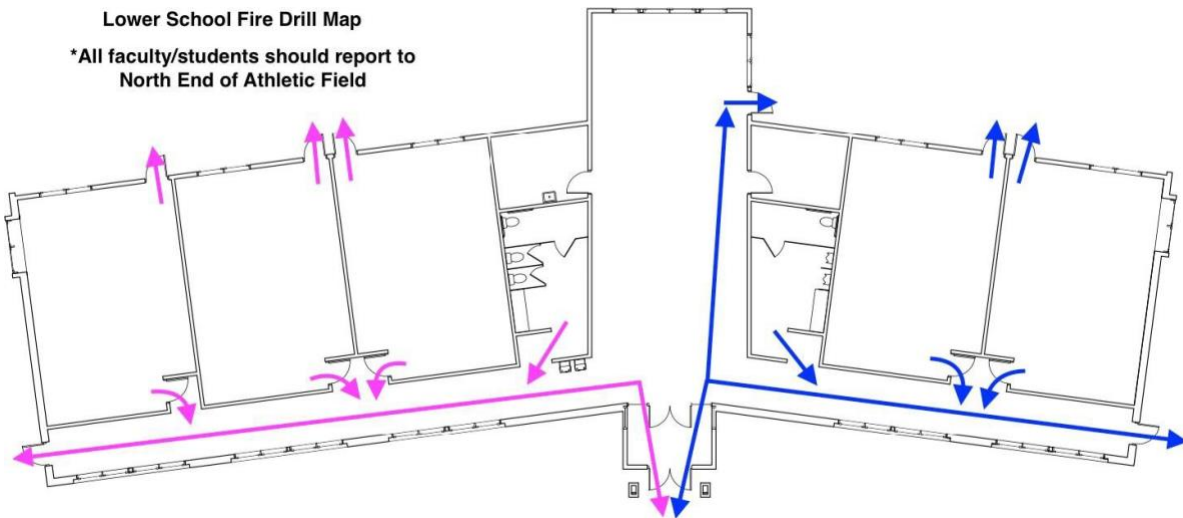 Lower School Fire Drill Map
*All faculty/students should report to
North End of Athletic Field